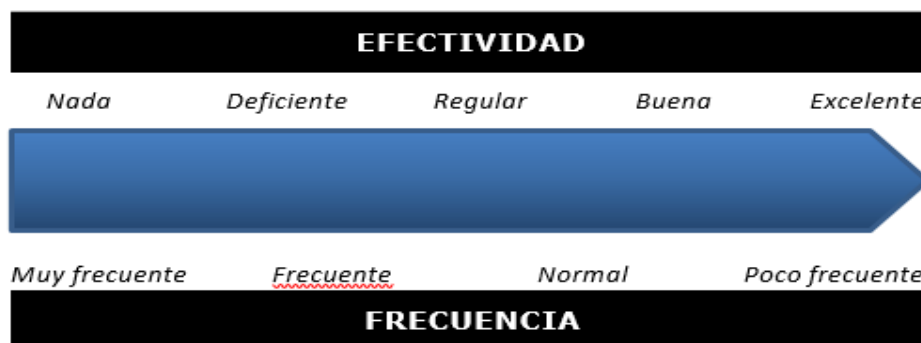 EFECTIVIDAD
Nada Deficiente Regular Buena Excelente
Muy frecuente Frecuente Normal Poco frecuente
FRECUENCIA